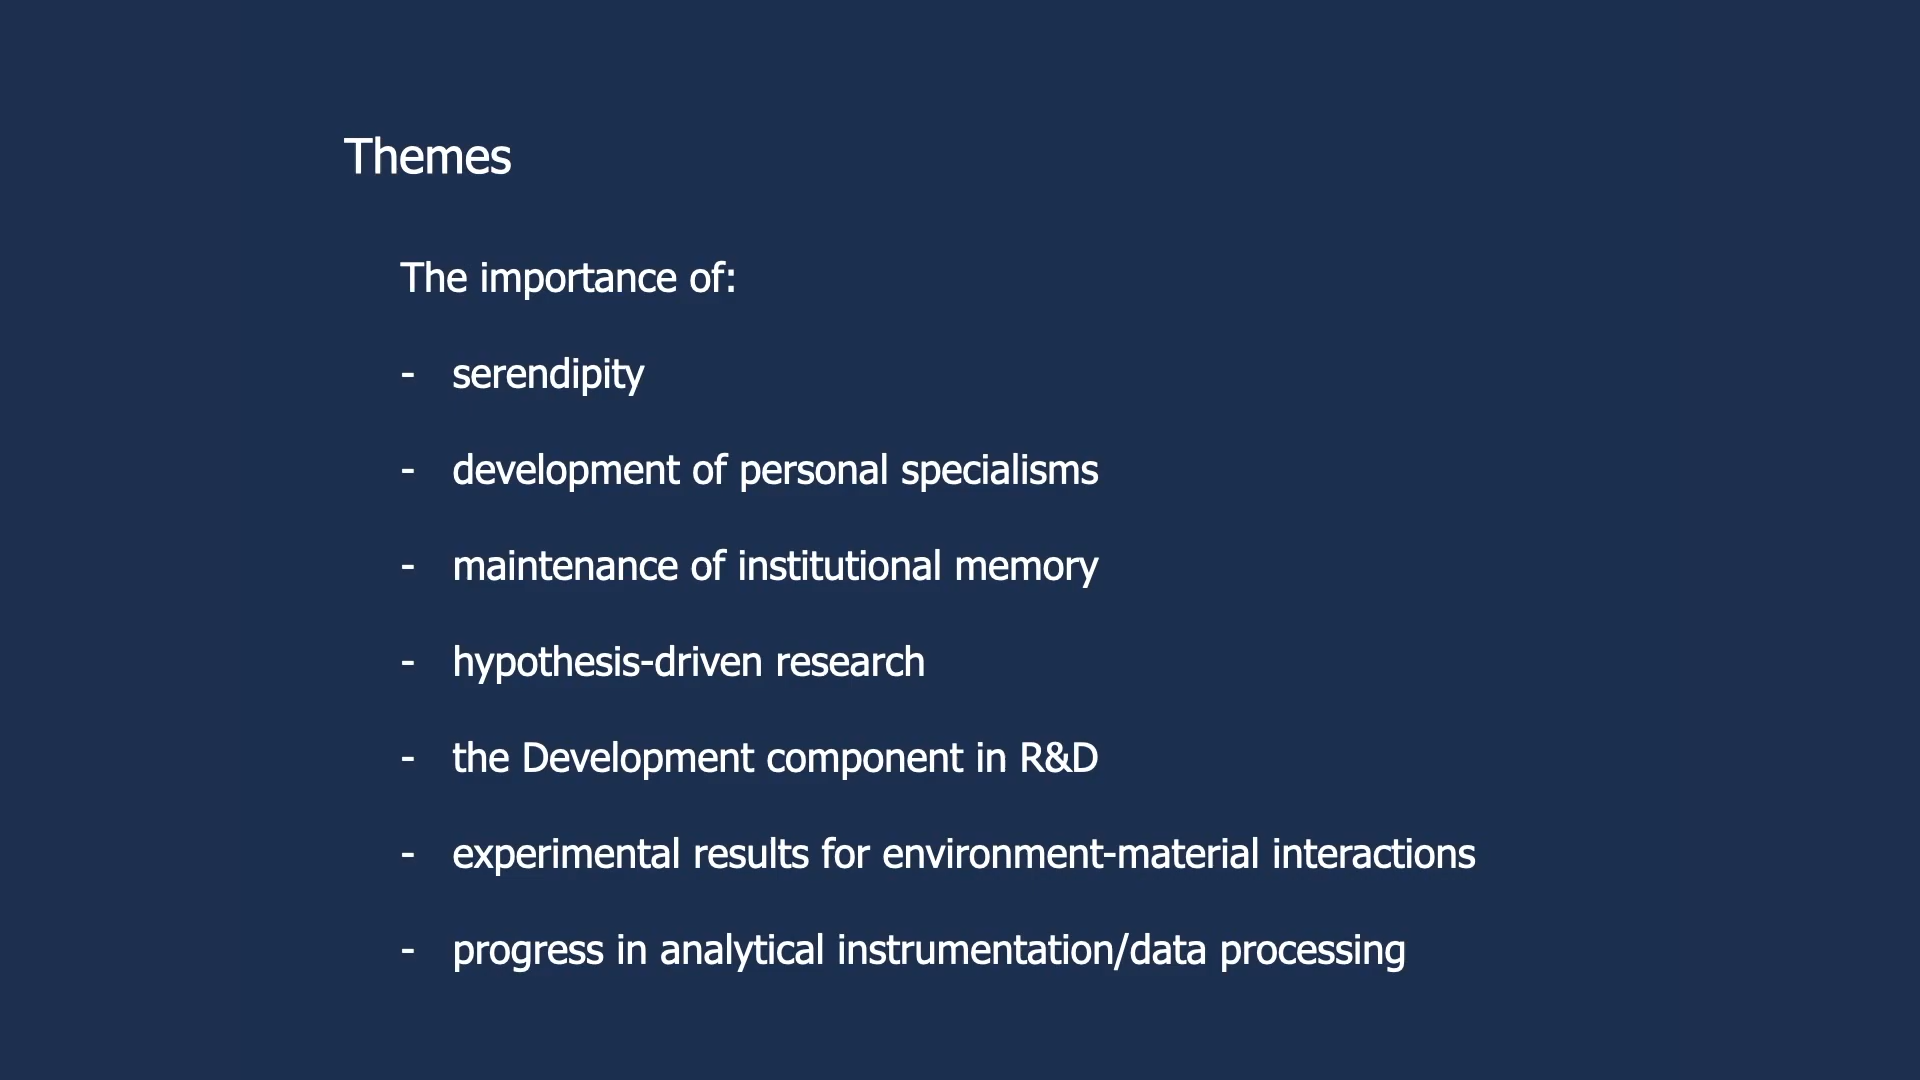 Themes
The importance of:
- serendipity
- development of personal specialisms
- maintenance of institutional memory
- hypothesis-driven research
- the Development component in R&D
- experimental results for environment-material interactions
- progress in analytical instrumentation/data processing